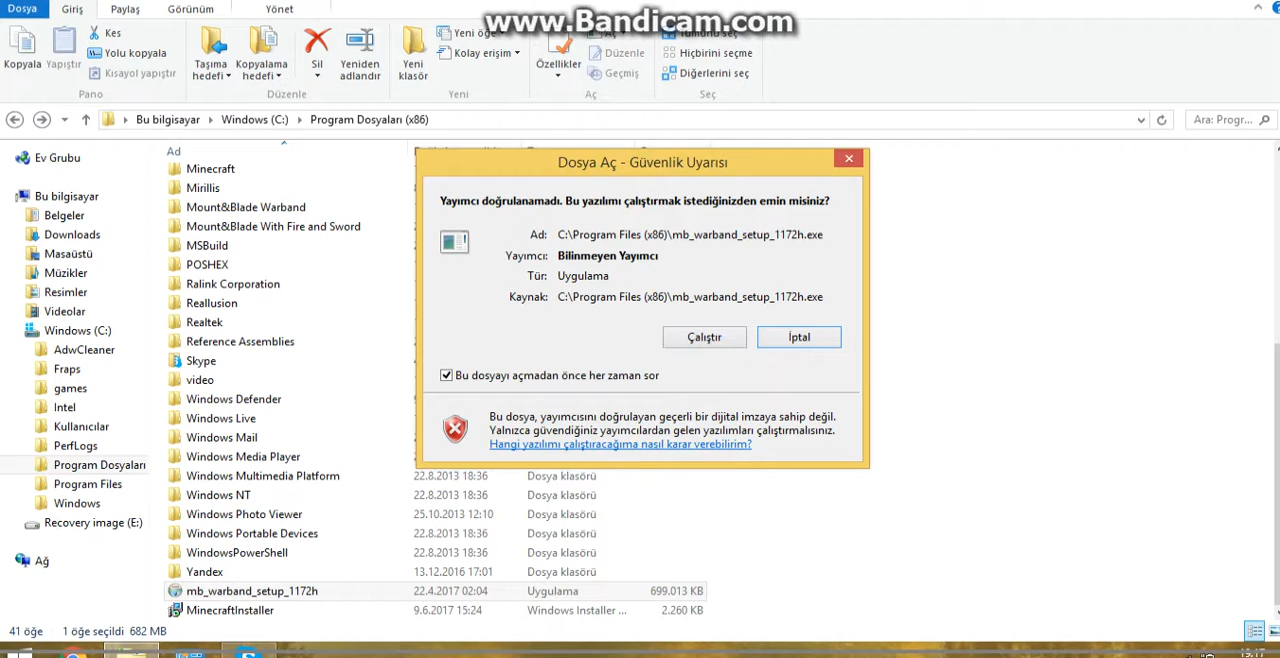 Dosya Giriş Paylaş Görünüm Yönet
www.Bandicam.com
Kopyala
Yapıştır
Kes
Yolu kopyala
Kısayol yapıştır
Pano
Taşıma hedefi
Kopyalama hedefi
Sil
Yeniden adlandır
Düzenle
Yeni klasör
Yeni öğe
Kolay erişim
Yeni
Özellikler
Aç
Düzenle
Geçmiş
Aç
Tümünü seç
Hiçbirini seçme
Diğerlerini seç
Seç
Bu bilgisayar Windows (C:) Program Dosyaları (x86)
Ara: Progr...
Ev Grubu
Bu bilgisayar
Belgeler
Downloads
Masaüstü
Müzikler
Resimler
Videolar
Windows (C:)
AdwCleaner
Fraps
games
Intel
Kullanıcılar
PerfLogs
Program Dosyaları
Program Files
Windows
Recovery image (E:)
Ağ
Ad
Minecraft
Mirillis
Mount&Blade Warband
Mount&Blade With Fire and Sword
MSBuild
POSHEX
Ralink Corporation
Reallusion
Realtek
Reference Assemblies
Skype
video
Windows Defender
Windows Live
Windows Mail
Windows Media Player
Windows Multimedia Platform 22.8.2013 18:36 Dosya klasörü
Windows NT 22.8.2013 18:36 Dosya klasörü
Windows Photo Viewer 25.10.2013 12:10 Dosya klasörü
Windows Portable Devices 22.8.2013 18:36 Dosya klasörü
WindowsPowerShell 22.8.2013 18:36 Dosya klasörü
Yandex 13.12.2016 17:01 Dosya klasörü
mb_warband_setup_1172h 22.4.2017 02:04 Uygulama 699.013 KB
MinecraftInstaller 9.6.2017 15:24 Windows Installer ... 2.260 KB
Dosya Aç - Güvenlik Uyarısı
Yayımcı doğrulanamadı. Bu yazılımı çalıştırmak istediğinizden emin misiniz?
Ad: C:\Program Files (x86)\mb_warband_setup_1172h.exe
Yayımcı: Bilinmeyen Yayımcı
Tür: Uygulama
Kaynak: C:\Program Files (x86)\mb_warband_setup_1172h.exe
Çalıştır İptal
Bu dosyayı açmadan önce her zaman sor
Bu dosya, yayımcısını doğrulayan geçerli bir dijital imzaya sahip değil.
Yalnızca güvendiğiniz yayımcılardan gelen yazılımları çalıştırmalısınız.
Hangi yazılımı çalıştıracağıma nasıl karar verebilirim?
41 öğe 1 öğe seçildi 682 MB